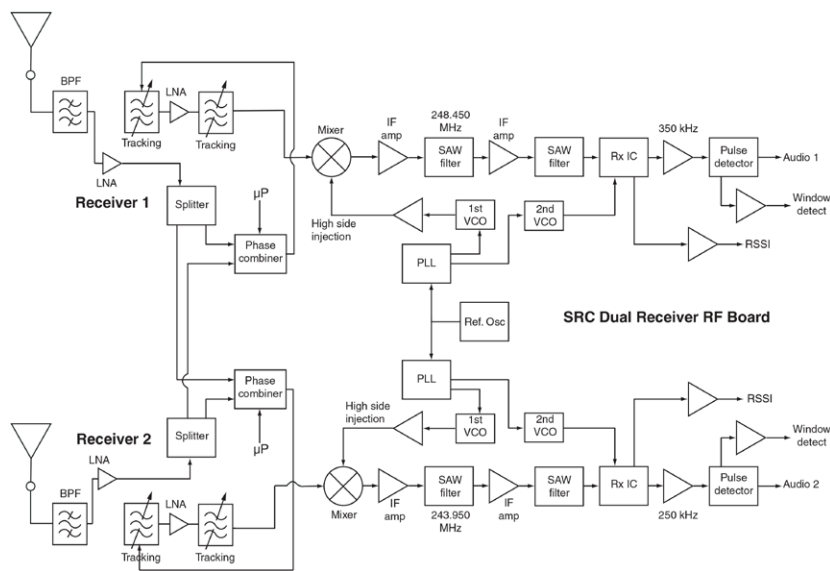 BPF
LNA
Tracking
Tracking
LNA
Receiver 1
Splitter
µP
Phase
combiner
Mixer
High side
injection
IF
amp
248.450
MHz
SAW
filter
IF
amp
SAW
filter
Rx IC
350 kHz
Pulse
detector
Audio 1
Window
detect
RSSI
1st
VCO
2nd
VCO
PLL
Ref. Osc
SRC Dual Receiver RF Board
PLL
1st
VCO
2nd
VCO
High side
injection
Phase
combiner
µP
Receiver 2
Splitter
LNA
BPF
LNA
Tracking
Tracking
Mixer
IF
amp
SAW
filter
243.950
MHz
IF
amp
SAW
filter
Rx IC
250 kHz
Pulse
detector
RSSI
Window
detect
Audio 2